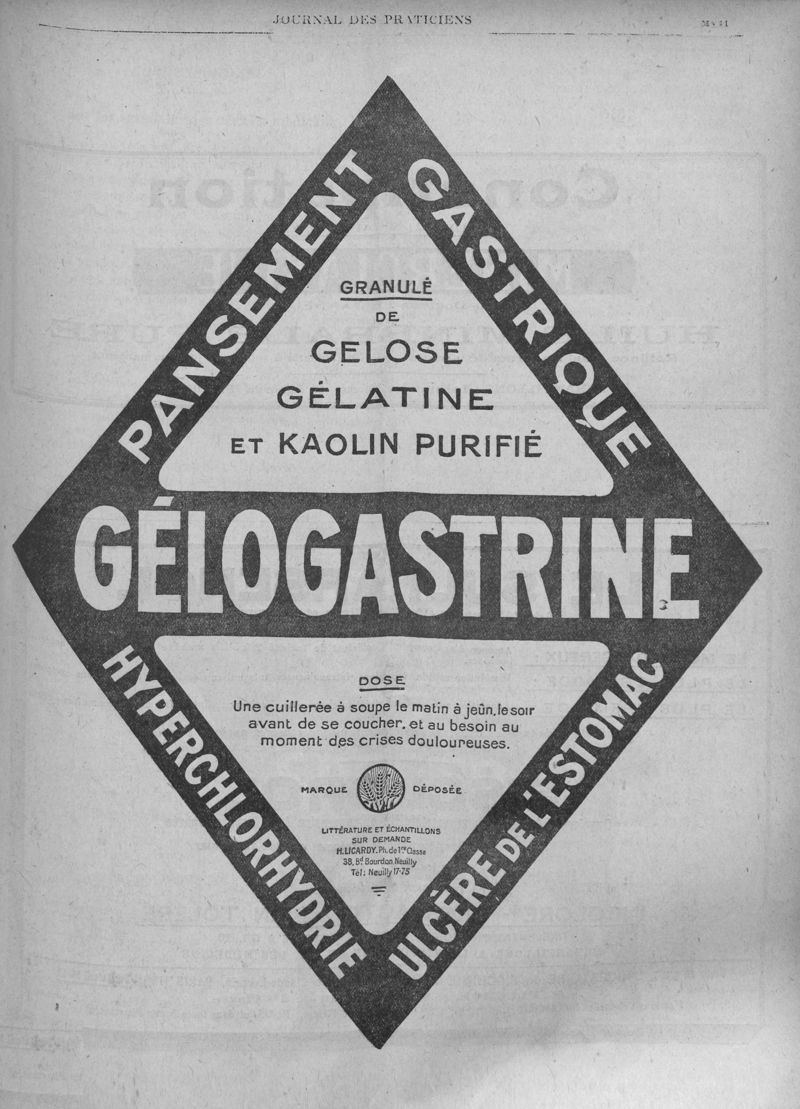 JOURNAL DES PRATICIENS
PANSEMENT
GASTRIQUE
GRANULÉ
DE
GELOSE
GÉLATINE
ET KAOLIN PURIFIÉ
GÉLOGASTRINE
DOSE
Une cuillerée à soupe le matin à jeûn, le soir
avant de se coucher, et au besoin au
moment des crises douloureuses.
MARQUE DÉPOSÉE
LITTÉRATURE ET ÉCHANTILLONS
SUR DEMANDE
H. LICARDY. Ph. de 1re Classe
38, Bd. Bourdon, Neuilly
Tél: Neuilly 17-75
HYPERCHLORHYDRIE
ULCÈRE DE L'ESTOMAC